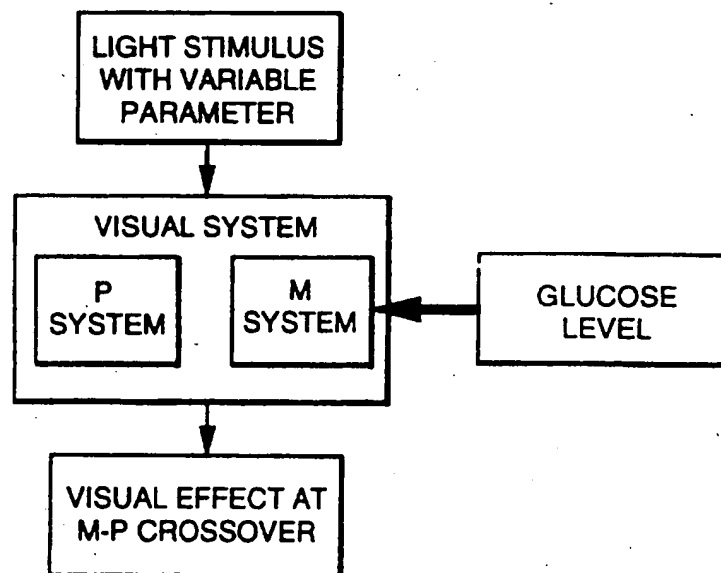 LIGHT STIMULUS
WITH VARIABLE
PARAMETER
VISUAL SYSTEM
P
SYSTEM
M
SYSTEM
GLUCOSE
LEVEL
VISUAL EFFECT AT
M-P CROSSOVER